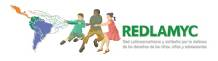 REDLAMYC
Red Latinoamericana y caribeña por la defensa
de los derechos de los niños, niñas y adolescentes